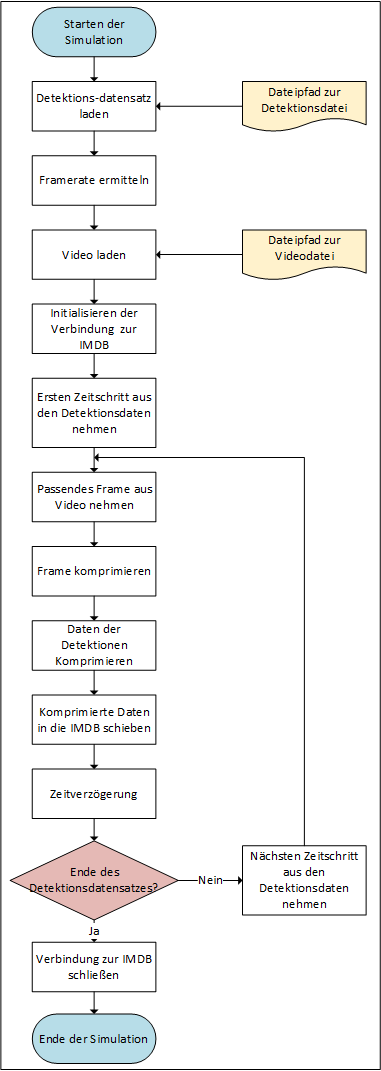 Starten der
Simulation
Detektions-datensatz
laden
Dateipfad zur
Detektionsdatei
Framerate ermitteln
Video laden
Dateipfad zur
Videodatei
Initialisieren der
Verbindung zur
IMDB
Ersten Zeitschritt aus
den Detektionsdaten
nehmen
Passendes Frame aus
Video nehmen
Frame komprimieren
Daten der
Detektionen
Komprimieren
Komprimierte Daten
in die IMDB schieben
Zeitverzögerung
Ende des
Detektionsdatensatzes?
Nein
Nächsten Zeitschritt
aus den
Detektionsdaten
nehmen
Ja
Verbindung zur IMDB
schließen
Ende der Simulation